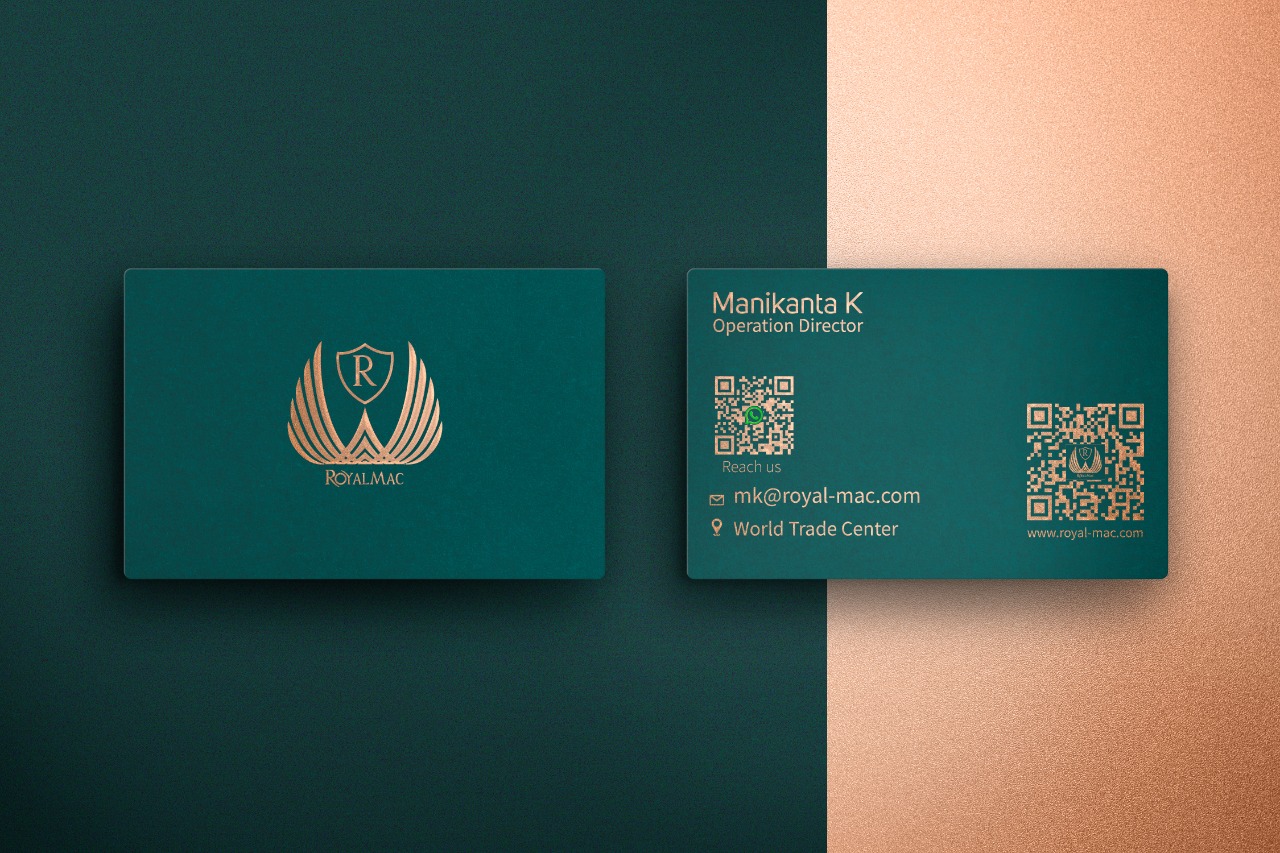 R
ROYALMAC
Manikanta K
Operation Director
Reach us
mk@royal-mac.com
World Trade Center
www.royal-mac.com